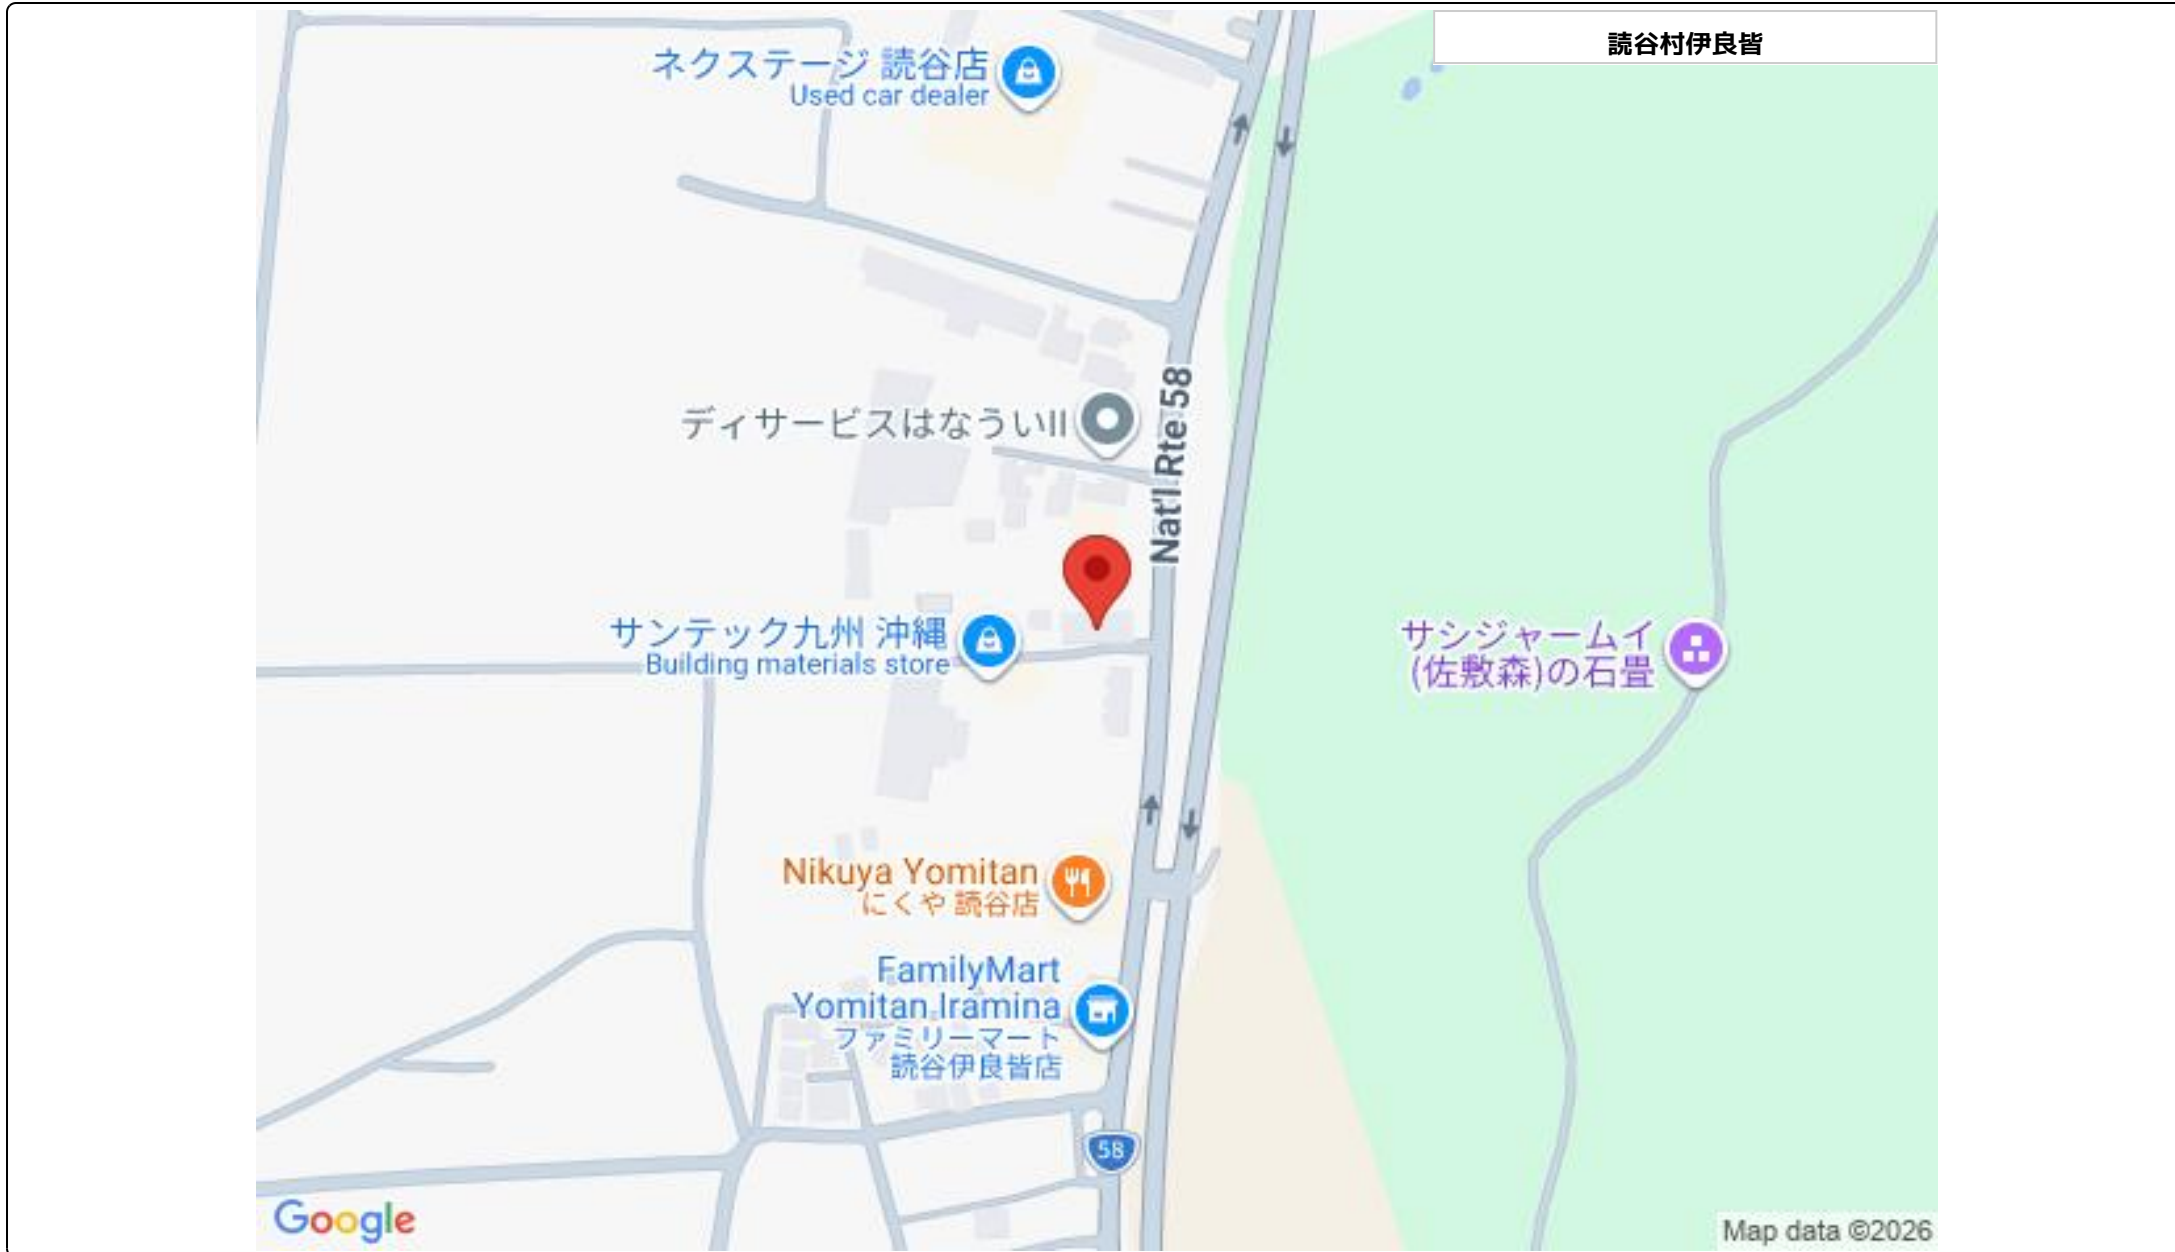 読谷村伊良皆
ネクステージ 読谷店
Used car dealer
Nat'l Rte 58
ディサービスはなういII
サンテック九州 沖縄
Building materials store
サシジャームイ
(佐敷森)の石畳
Nikuya Yomitan
にくや 読谷店
FamilyMart
Yomitan Iramina
ファミリーマート
読谷伊良皆店
58
Google
Map data ©2026